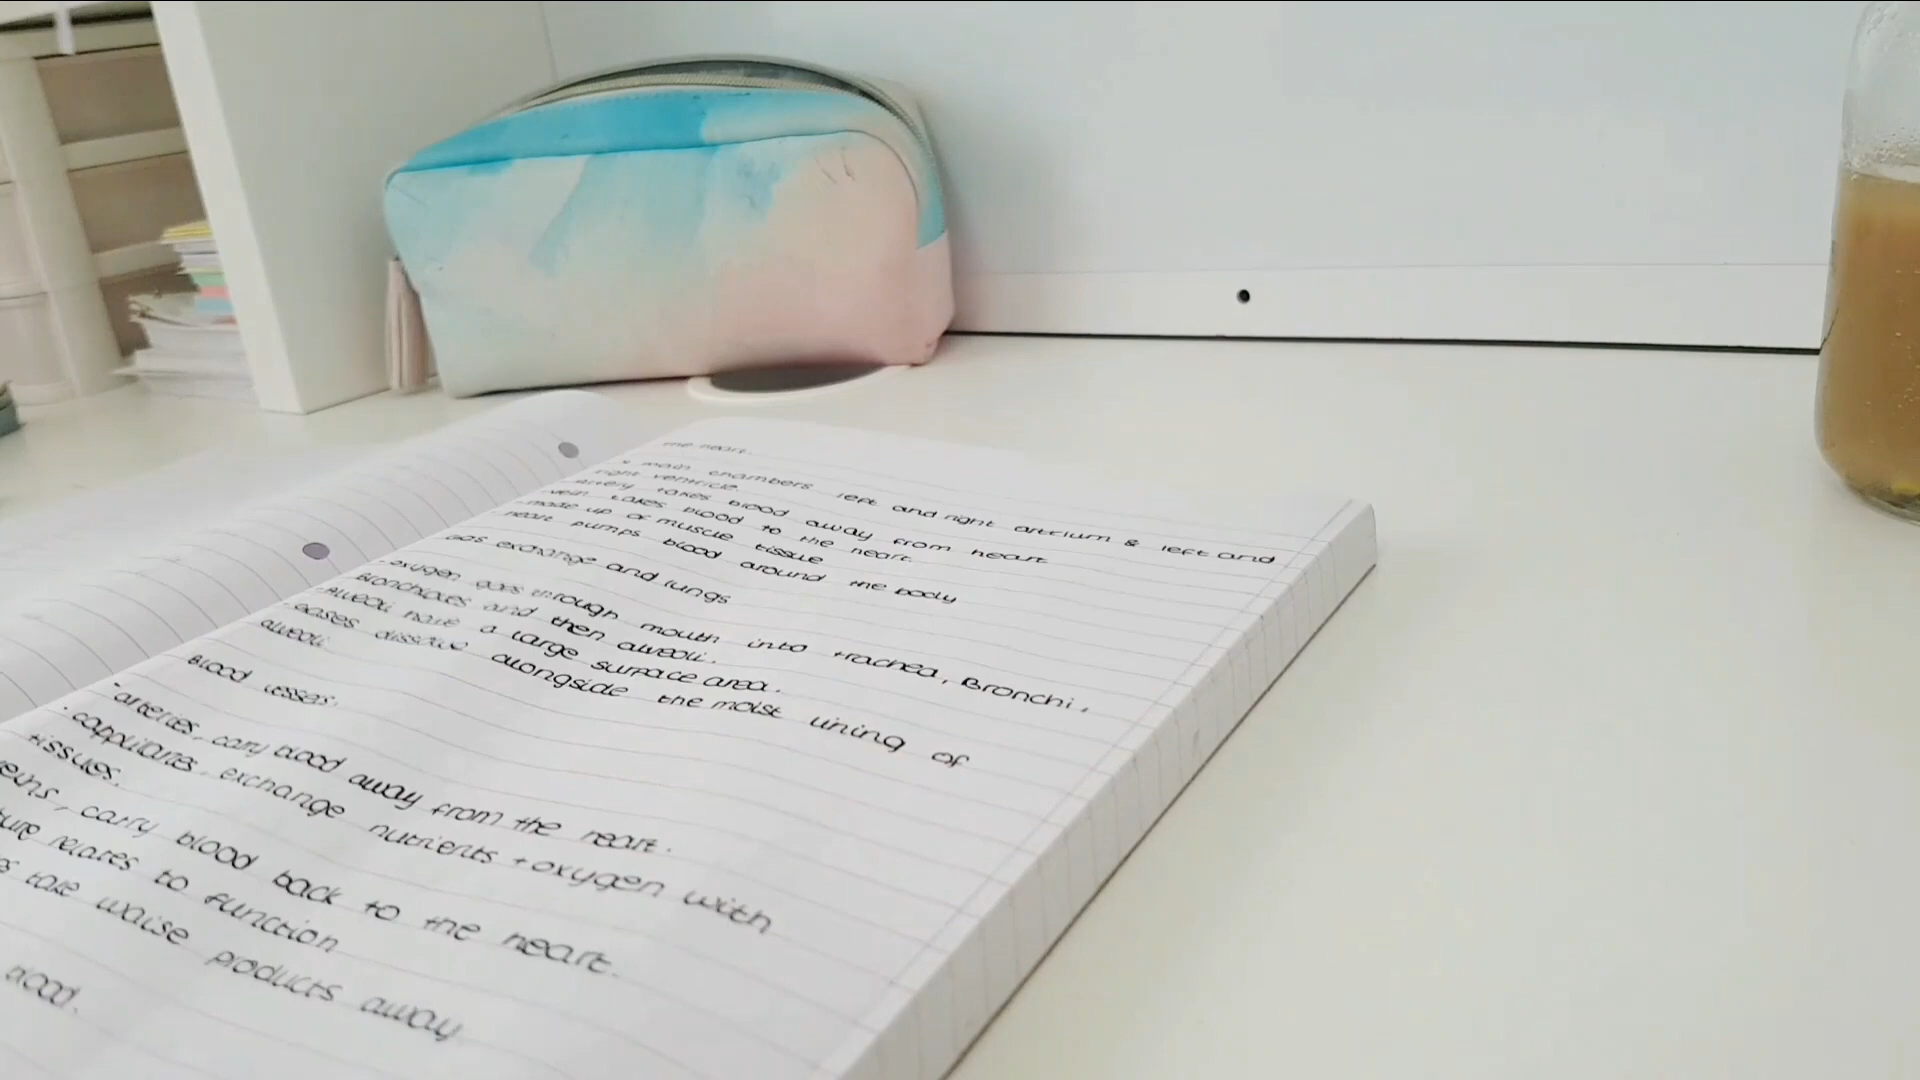 The heart.
main chambers left and right artrium & left and
right ventricle.
artery takes blood away from heart
vein takes blood to the heart.
made up of muscle tissue
heart pumps blood around the body
Gas exchange and lungs
- oxygen goes through mouth into trachea, Bronchi,
Bronchioles and then alveoli.
- Alveoli have a large surface area.
- Gases dissolve alongside the moist lining of
alveoli.
Blood vessels.
- arteries, carry blood away from the heart.
- cappilaries, exchange nutrients + oxygen with
tissues.
veins, carry blood back to the heart.
relates to function
take waise products away
blood.